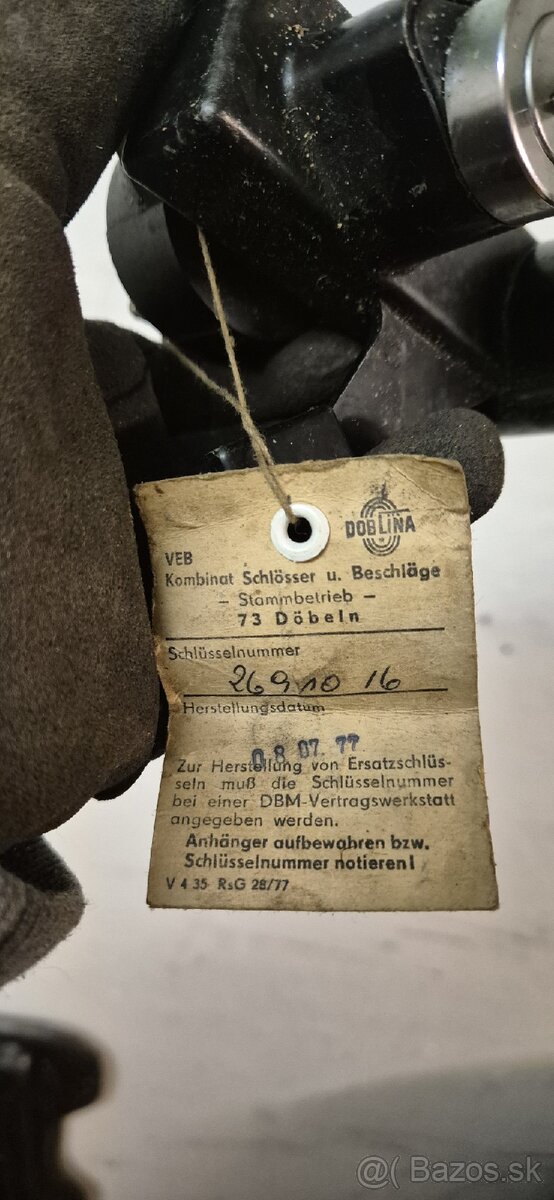 DOBLINA
VEB
Kombinat Schlösser u. Beschläge
– Stammbetrieb –
73 Döbeln
Schlüsselnummer
26910 16
Herstellungsdatum
08.07.77
Zur Herstellung von Ersatzschlüs-
seln muß die Schlüsselnummer
bei einer DBM-Vertragswerkstatt
angegeben werden.
Anhänger aufbewahren bzw.
Schlüsselnummer notieren!
V 4 35 RsG 28/77
@( Bazos.sk